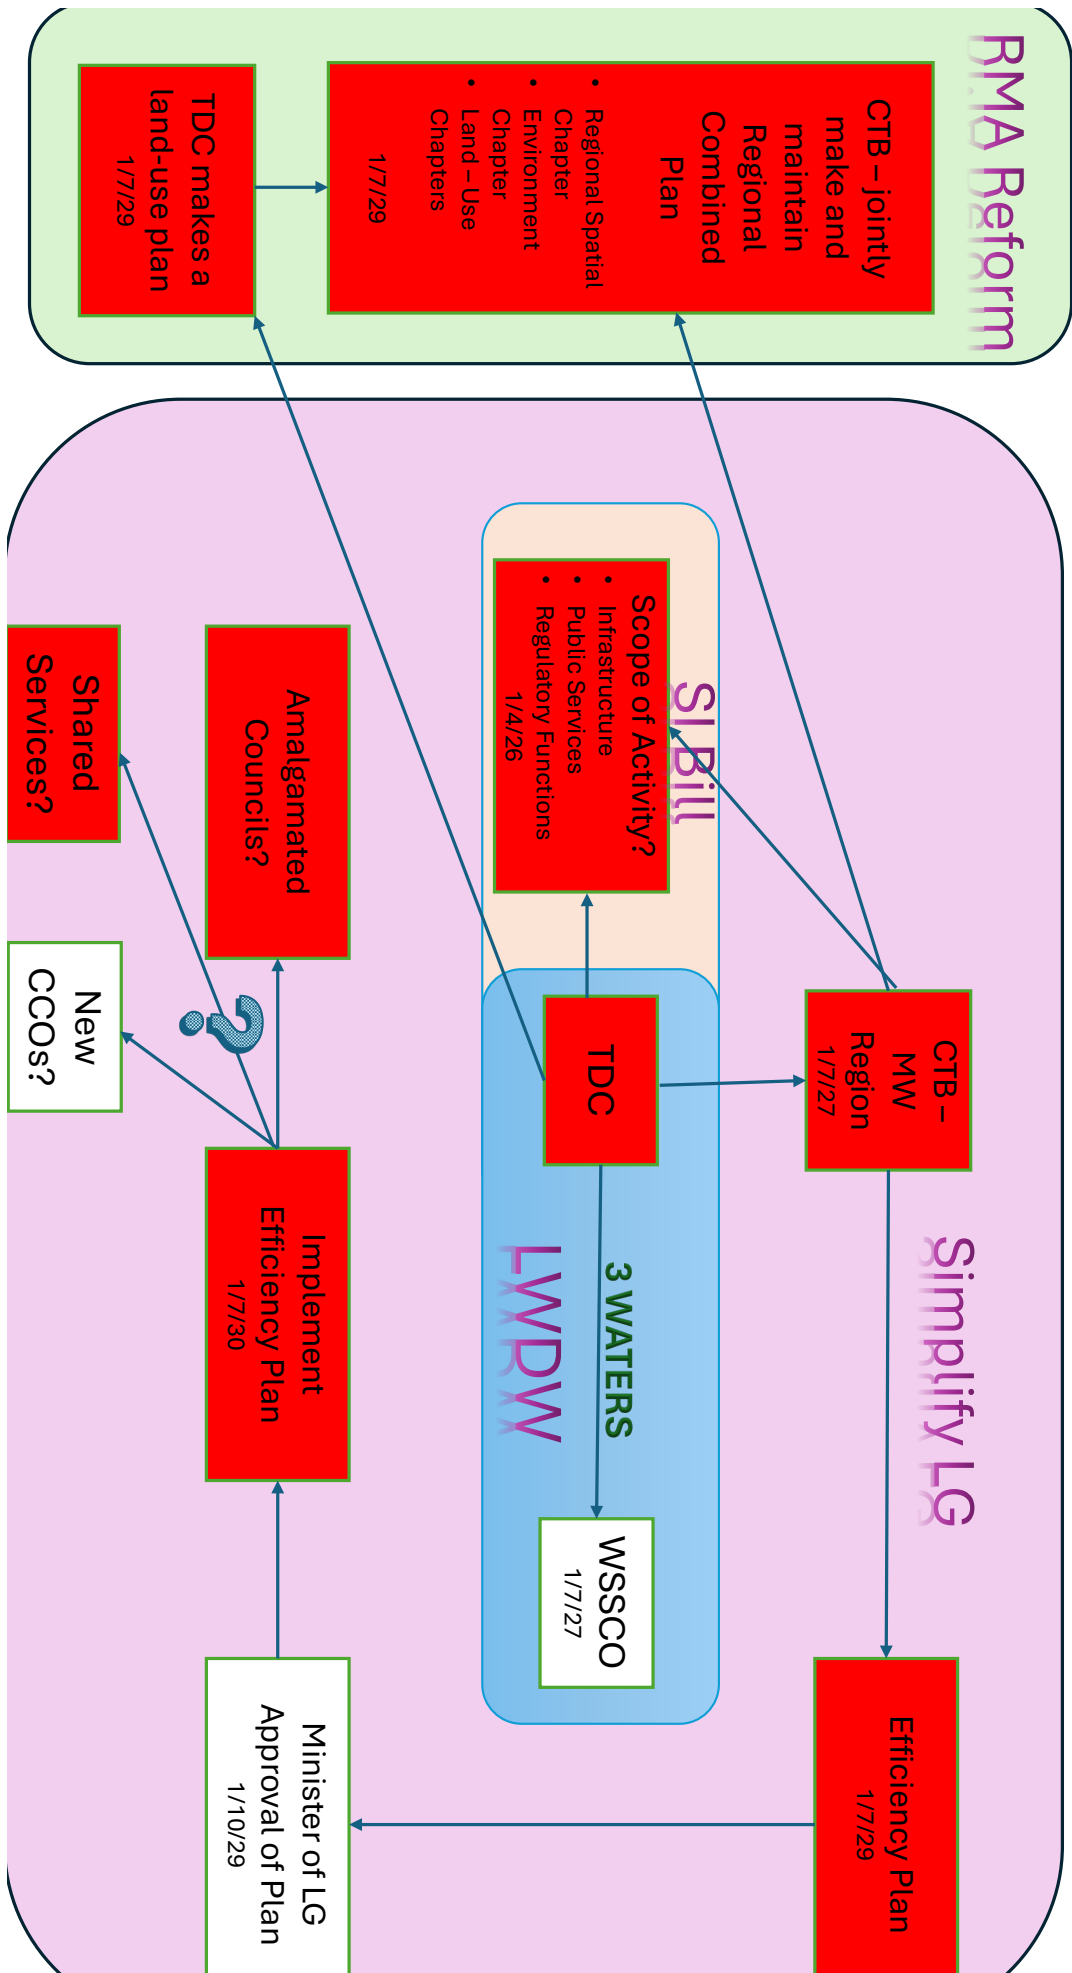 RMA Reform
CTB – jointly
make and
maintain
Regional
Combined
Plan
• Regional Spatial
Chapter
• Environment
Chapter
• Land – Use
Chapters
1/7/29
TDC makes a
land-use plan
1/7/29
Simplify LG
SI Bill
Scope of Activity?
• Infrastructure
• Public Services
• Regulatory Functions
1/4/26
CTB –
MW
Region
1/7/27
TDC
3 WATERS
LWDW
WSSCO
1/7/27
Efficiency Plan
1/7/29
Minister of LG
Approval of Plan
1/10/29
Implement
Efficiency Plan
1/7/30
?
Amalgamated
Councils?
Shared
Services?
New
CCOs?